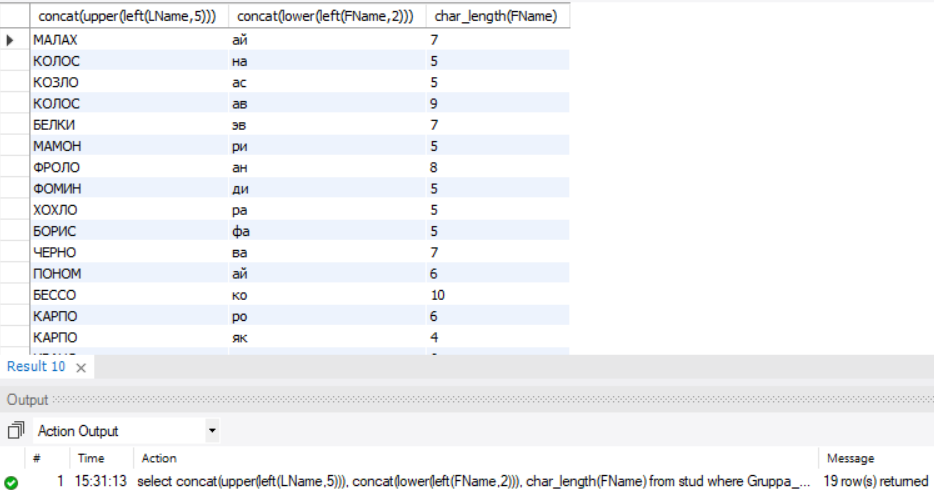 concat(upper(left(LName,5))) concat(lower(left(FName,2))) char_length(FName)
МАЛАХ ай 7
КОЛОС на 5
КОЗЛО ас 5
КОЛОС ав 9
БЕЛКИ эв 7
МАМОН ри 5
ФРОЛО ан 8
ФОМИН ди 5
ХОХЛО ра 5
БОРИС фа 5
ЧЕРНО ва 7
ПОНОМ ай 6
БЕССО ко 10
КАРПО ро 6
КАРПО як 4
Result 10
Output
Action Output
# Time Action Message
1 15:31:13 select concat(upper(left(LName,5))), concat(lower(left(FName,2))), char_length(FName) from stud where Gruppa_... 19 row(s) returned